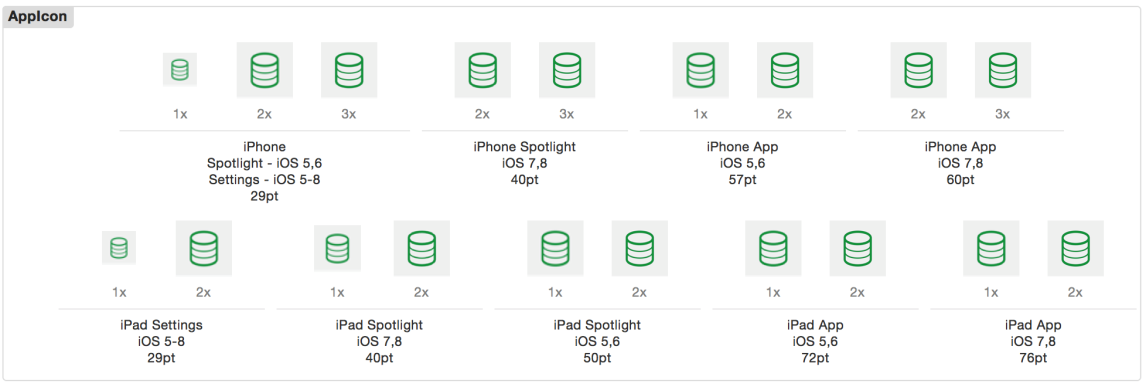 AppIcon
1x 2x 3x 2x 3x 1x 2x 2x 3x
iPhone
Spotlight - iOS 5,6
Settings - iOS 5-8
29pt
iPhone Spotlight
iOS 7,8
40pt
iPhone App
iOS 5,6
57pt
iPhone App
iOS 7,8
60pt
1x 2x 1x 2x 1x 2x 1x 2x 1x 2x
iPad Settings
iOS 5-8
29pt
iPad Spotlight
iOS 7,8
40pt
iPad Spotlight
iOS 5,6
50pt
iPad App
iOS 5,6
72pt
iPad App
iOS 7,8
76pt